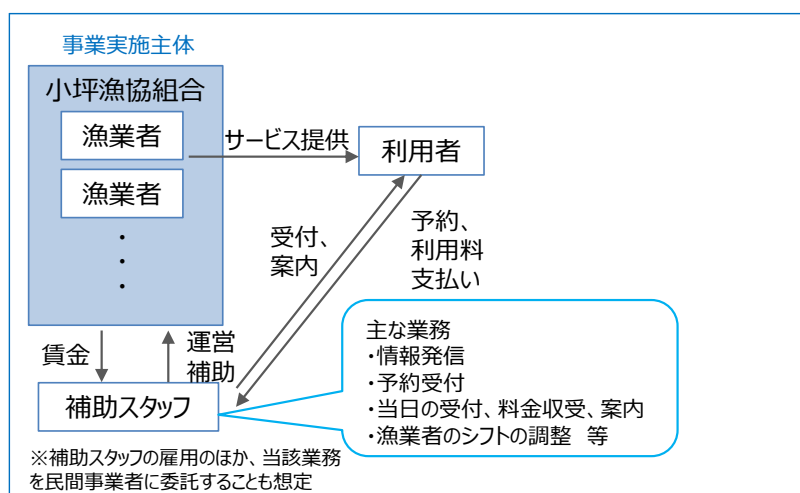 事業実施主体
小坪漁協組合
漁業者
漁業者
・
・
・
サービス提供
利用者
受付、
案内
予約、
利用料
支払い
賃金
運営
補助
補助スタッフ
主な業務
・情報発信
・予約受付
・当日の受付、料金収受、案内
・漁業者のシフトの調整 等
※補助スタッフの雇用のほか、当該業務
を民間事業者に委託することも想定